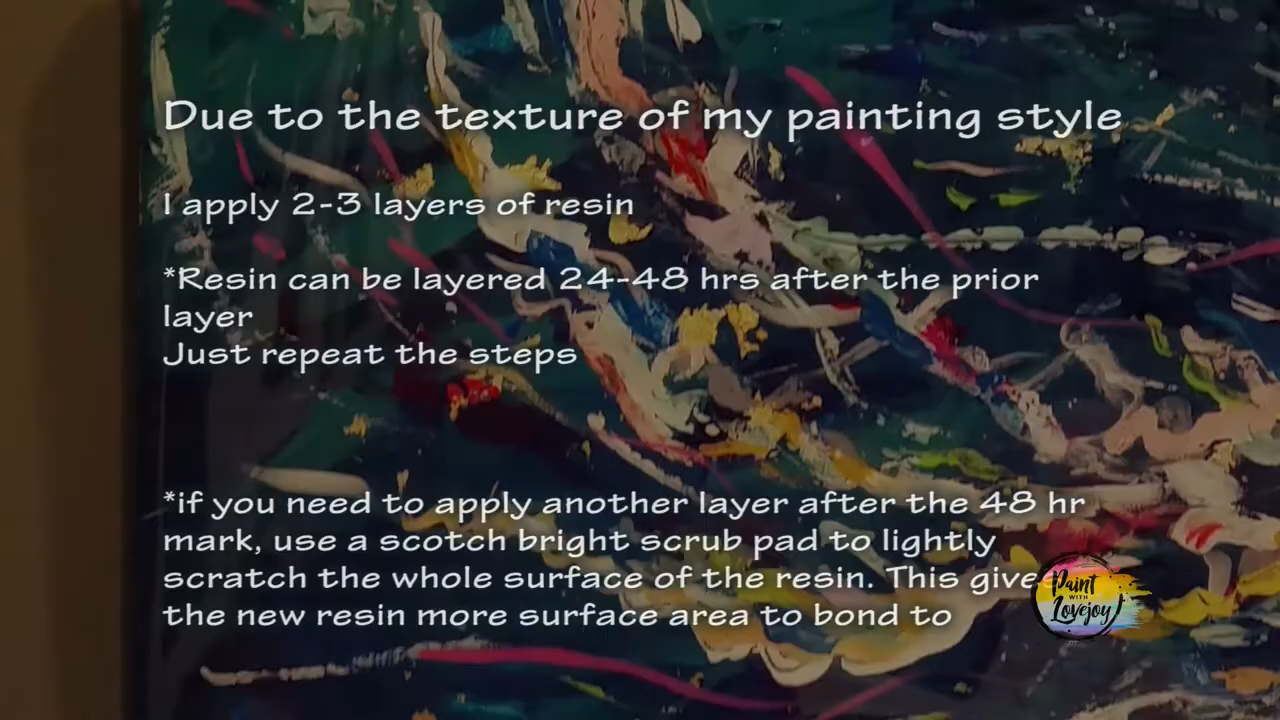 Due to the texture of my painting style
I apply 2-3 layers of resin
*Resin can be layered 24-48 hrs after the prior
layer
Just repeat the steps
*if you need to apply another layer after the 48 hr
mark, use a scotch bright scrub pad to lightly
scratch the whole surface of the resin. This give
the new resin more surface area to bond to
Paint
WITH
Lovejoy